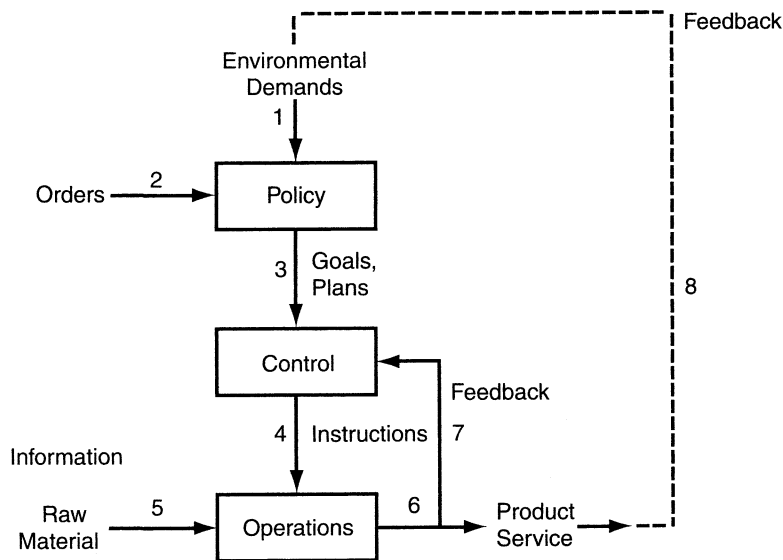 Feedback
Environmental
Demands
1
2
Orders
Policy
3
Goals,
Plans
8
Control
Feedback
4
Instructions
7
Information
5
6
Raw
Material
Operations
Product
Service